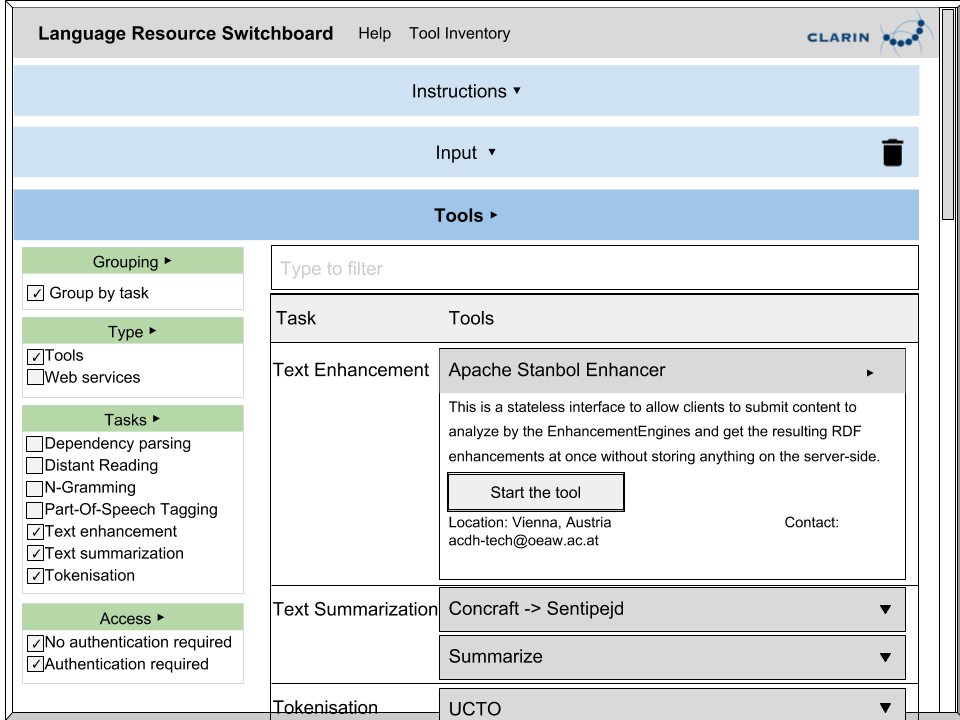 Language Resource Switchboard Help Tool Inventory CLARIN
Instructions
Input
Tools
Grouping
Group by task
Type
Tools
Web services
Tasks
Dependency parsing
Distant Reading
N-Gramming
Part-Of-Speech Tagging
Text enhancement
Text summarization
Tokenisation
Access
No authentication required
Authentication required
Type to filter
Task Tools
Text Enhancement Apache Stanbol Enhancer
This is a stateless interface to allow clients to submit content to
analyze by the EnhancementEngines and get the resulting RDF
enhancements at once without storing anything on the server-side.
Start the tool
Location: Vienna, Austria Contact:
acdh-tech@oeaw.ac.at
Text Summarization Concraft -> Sentipejd
Summarize
Tokenisation UCTO